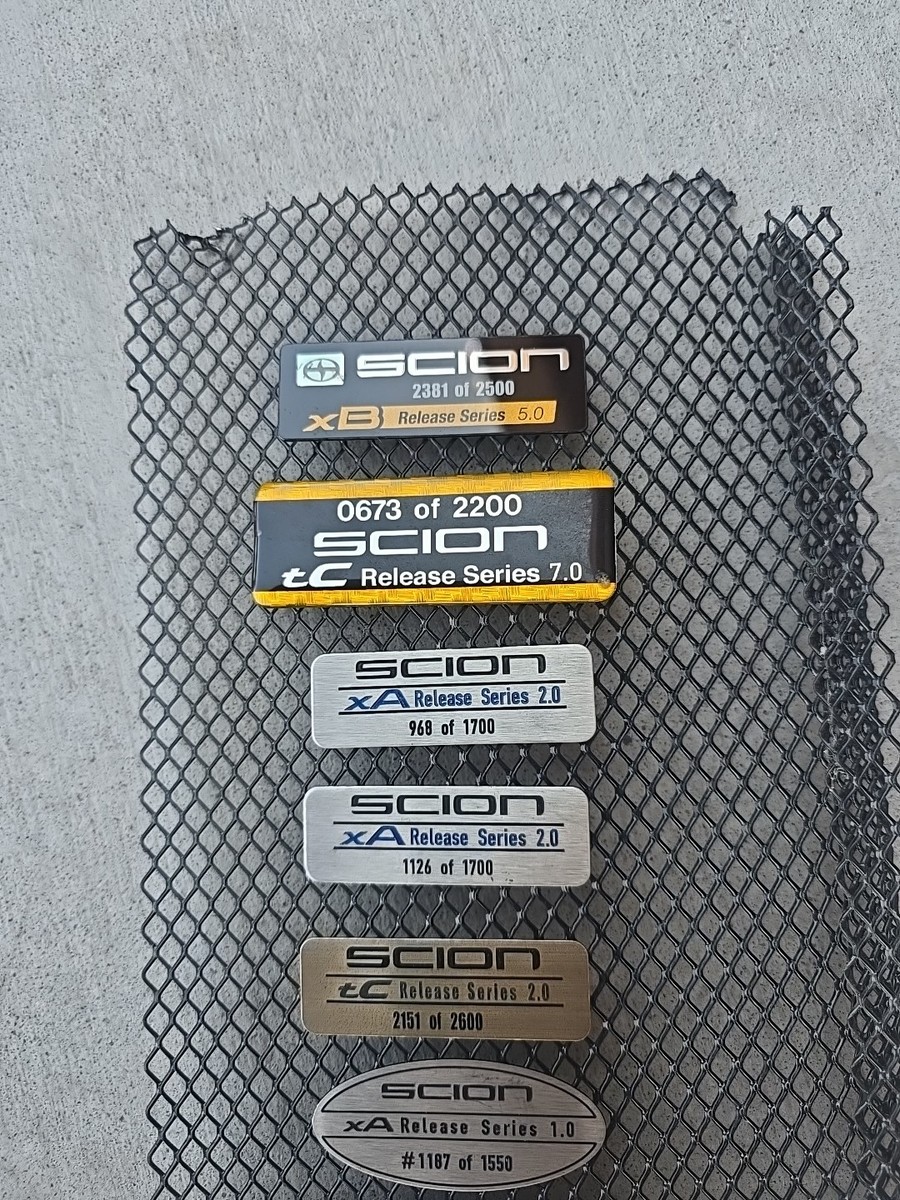 SCION
2381 of 2500
xB Release Series 5.0
0673 of 2200
SCION
tC Release Series 7.0
SCION
xA Release Series 2.0
968 of 1700
SCION
xA Release Series 2.0
1126 of 1700
SCION
tC Release Series 2.0
2151 of 2600
SCION
xA Release Series 1.0
#1187 of 1550